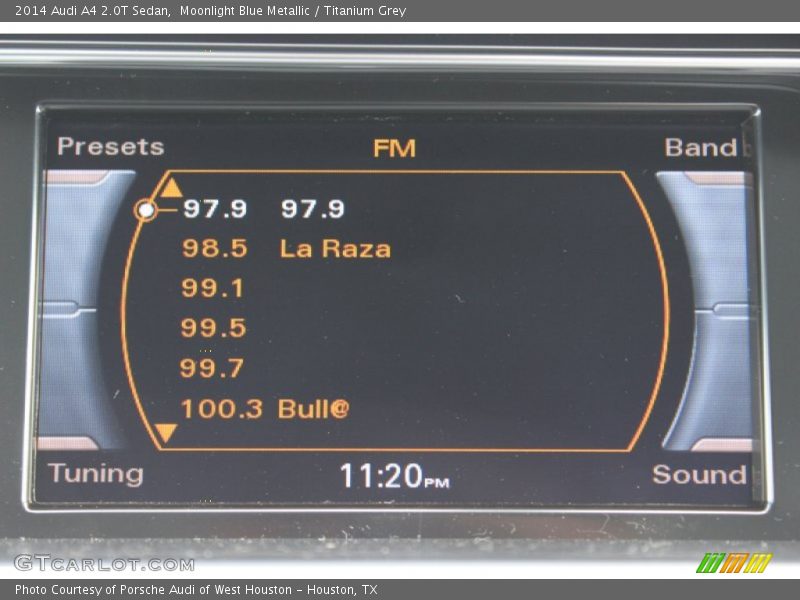 2014 Audi A4 2.0T Sedan,  Moonlight Blue Metallic / Titanium Grey
Presets FM Band
97.9 97.9
98.5 La Raza
99.1
99.5
99.7
100.3 Bull@
Tuning 11:20PM Sound
GTCARLOT.COM
Photo Courtesy of Porsche Audi of West Houston - Houston, TX